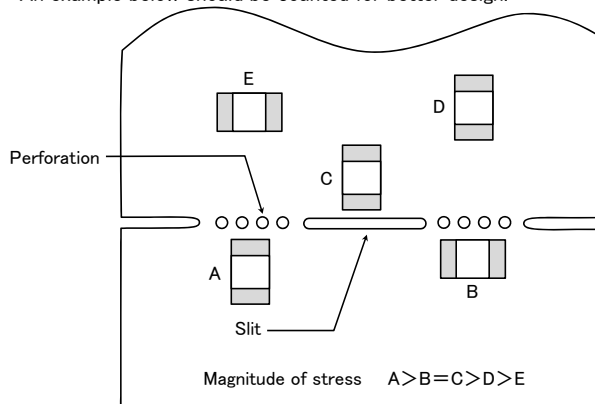 An example below should be counted for better design.
E
D
Perforation
C
A
B
Slit
Magnitude of stress A>B=C>D>E